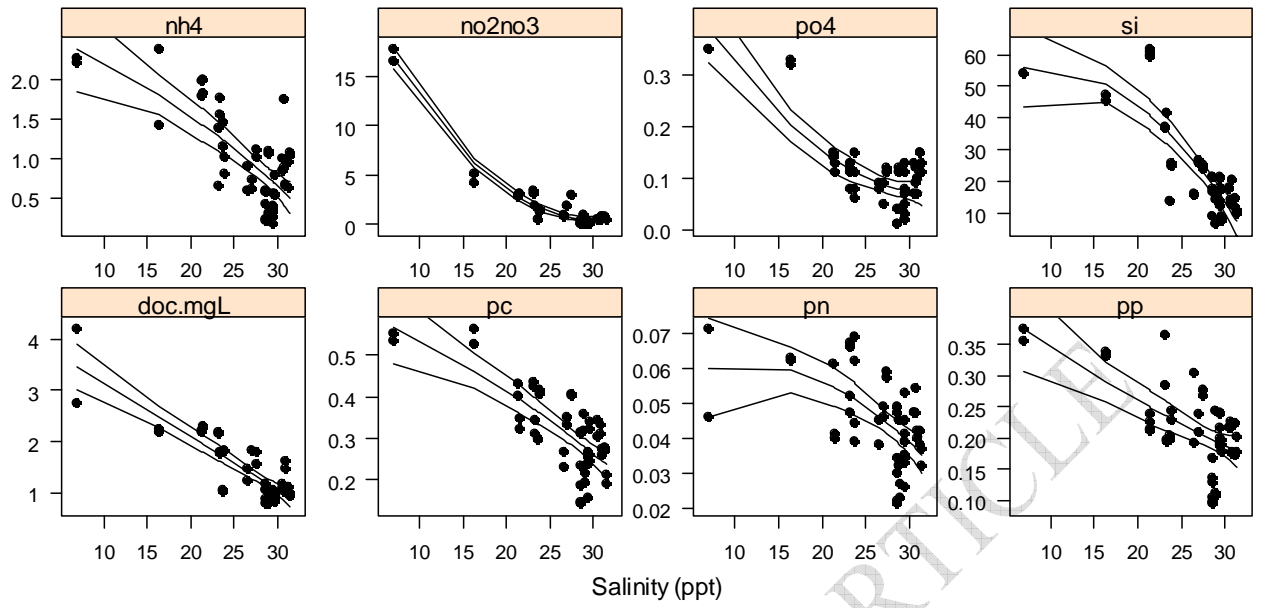 nh4 no2no3 po4 si
2.0 15 0.3 60
1.5 10 0.2 50
1.0 5 0.1 40
0.5 0 0.0 30
20
10
10 15 20 25 30 10 15 20 25 30 10 15 20 25 30 10 15 20 25 30
doc.mgL pc pn pp
4 0.5 0.07 0.35
3 0.4 0.06 0.30
2 0.3 0.05 0.25
1 0.2 0.04 0.20
0.03 0.15
0.02 0.10
10 15 20 25 30 10 15 20 25 30 10 15 20 25 30 10 15 20 25 30
Salinity (ppt)
RTICLE